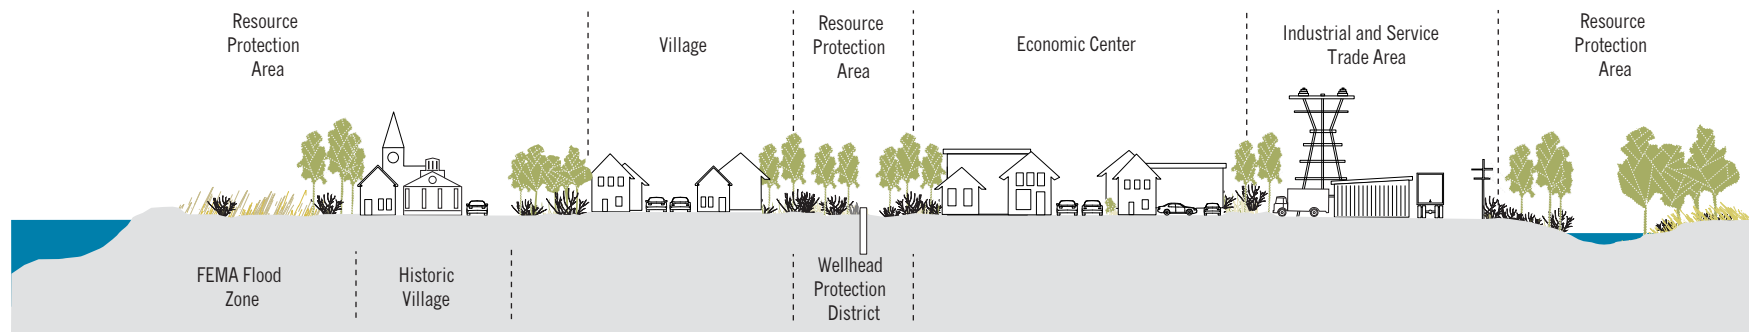 Resource
Protection
Area
Village
Resource
Protection
Area
Economic Center
Industrial and Service
Trade Area
Resource
Protection
Area
FEMA Flood
Zone
Historic
Village
Wellhead
Protection
District